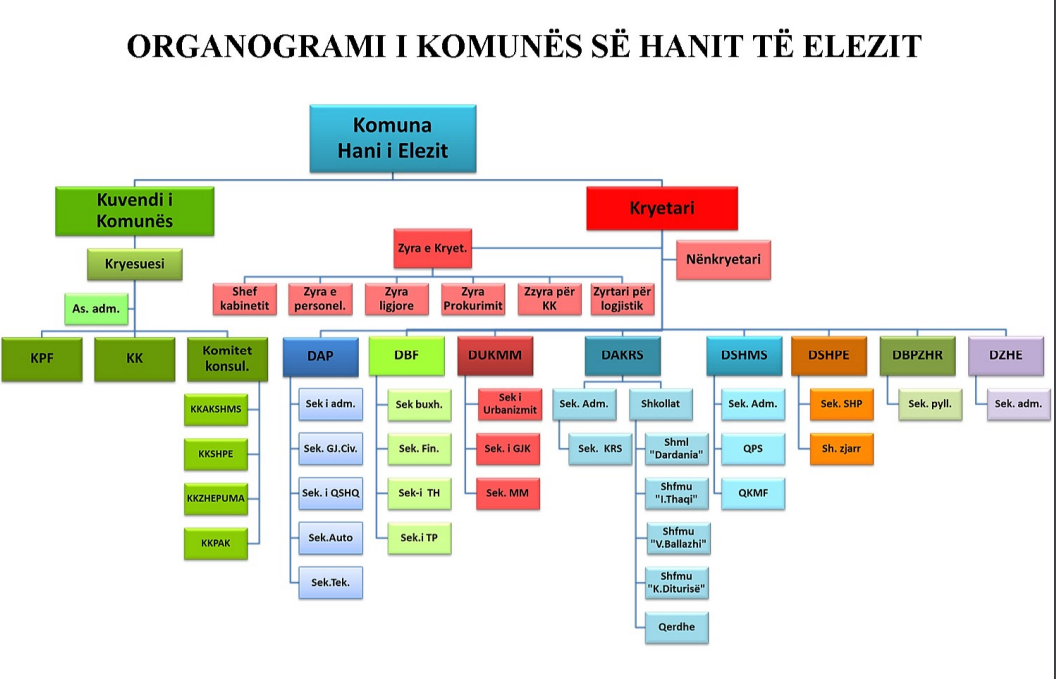 ORGANOGRAMI I KOMUNËS SË HANIT TË ELEZIT
Komuna
Hani i Elezit
Kuvendi i
Komunës
Kryetari
Kryesuesi
Zyra e Kryet.
Nënkryetari
As. adm.
Shef
kabinetit
Zyra e
personel.
Zyra
ligjore
Zyra
Prokurimit
Zzyra për
KK
Zyrtari për
logjistik
KPF
KK
Komitet
konsul.
DAP
DBF
DUKMM
DAKRS
DSHMS
DSHPE
DBPZHR
DZHE
KKAKSHMS
KKSHPE
KKZHEPUMA
KKPAK
Sek i adm.
Sek. GJ.Civ.
Sek. i QSHQ
Sek.Auto
Sek.Tek.
Sek buxh.
Sek. Fin.
Sek-i TH
Sek.i TP
Sek i
Urbanizmit
Sek. i GJK
Sek. MM
Sek. Adm.
Sek. KRS
Shkollat
Shml
"Dardania"
Shfmu
"I.Thaqi"
Shfmu
"V.Ballazhi"
Shfmu
"K.Diturisë"
Qerdhe
Sek. Adm.
QPS
QKMF
Sek. SHP
Sh. zjarr
Sek. pyll.
Sek. adm.